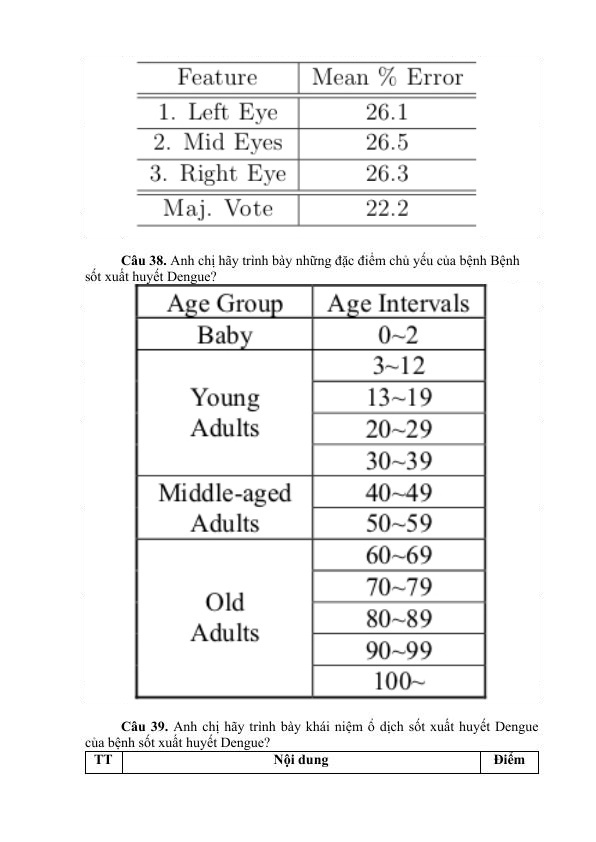 Feature Mean % Error
1. Left Eye 26.1
2. Mid Eyes 26.5
3. Right Eye 26.3
Maj. Vote 22.2
Câu 38. Anh chị hãy trình bày những đặc điểm chủ yếu của bệnh Bệnh
sốt xuất huyết Dengue?
Age Group Age Intervals
Baby 0~2
3~12
Young 13~19
Adults 20~29
30~39
Middle-aged 40~49
Adults 50~59
60~69
70~79
Old
Adults 80~89
90~99
100~
Câu 39. Anh chị hãy trình bày khái niệm ổ dịch sốt xuất huyết Dengue
của bệnh sốt xuất huyết Dengue?
TT Nội dung Điểm